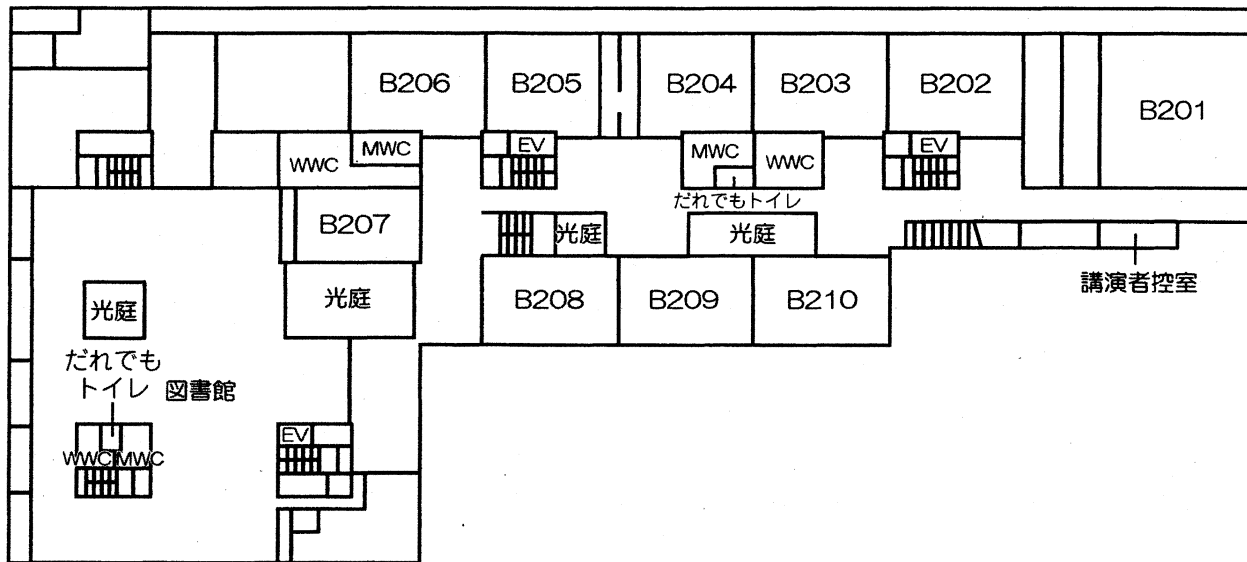 B206
B205
B204
B203
B202
B201
WWC
MWC
EV
MWC
WWC
EV
だれでもトイレ
B207
光庭
光庭
講演者控室
光庭
光庭
B208
B209
B210
だれでも
トイレ
図書館
EV
WWC
MWC